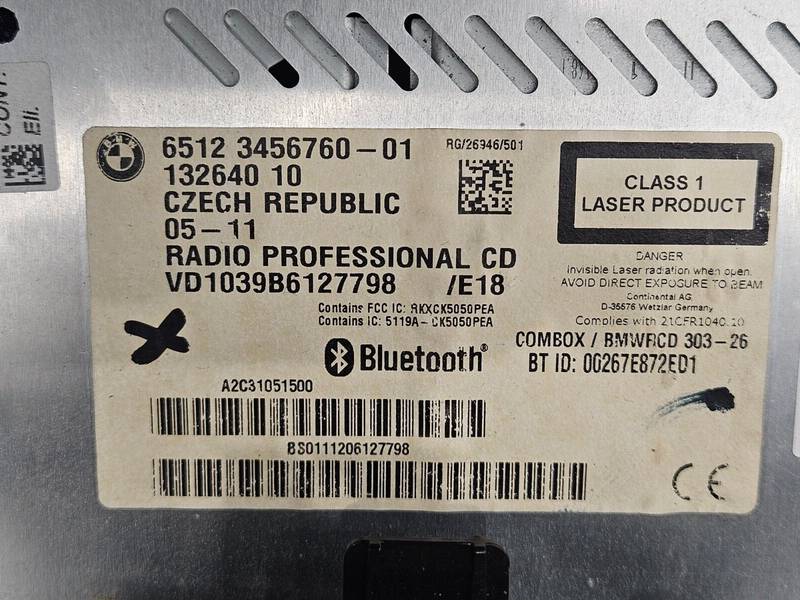 CONT.
EII.
BMW
6512 3456760-01
132640 10
CZECH REPUBLIC
05-11
RADIO PROFESSIONAL CD
VD1039B6127798 /E18
RG/26946/501
CLASS 1
LASER PRODUCT
DANGER
Invisible Laser radiation when open.
AVOID DIRECT EXPOSURE TO BEAM
Continental AG
D-35576 Wetzlar Germany
Complies with 21CFR1040.10
Contains FCC IC: RKXCK5050PEA
Contains IC: 5119A-CK5050PEA
Bluetooth®
COMBOX / BMWRCD 303-26
BT ID: 00267E872ED1
A2C31051500
BS0111206127798
CE